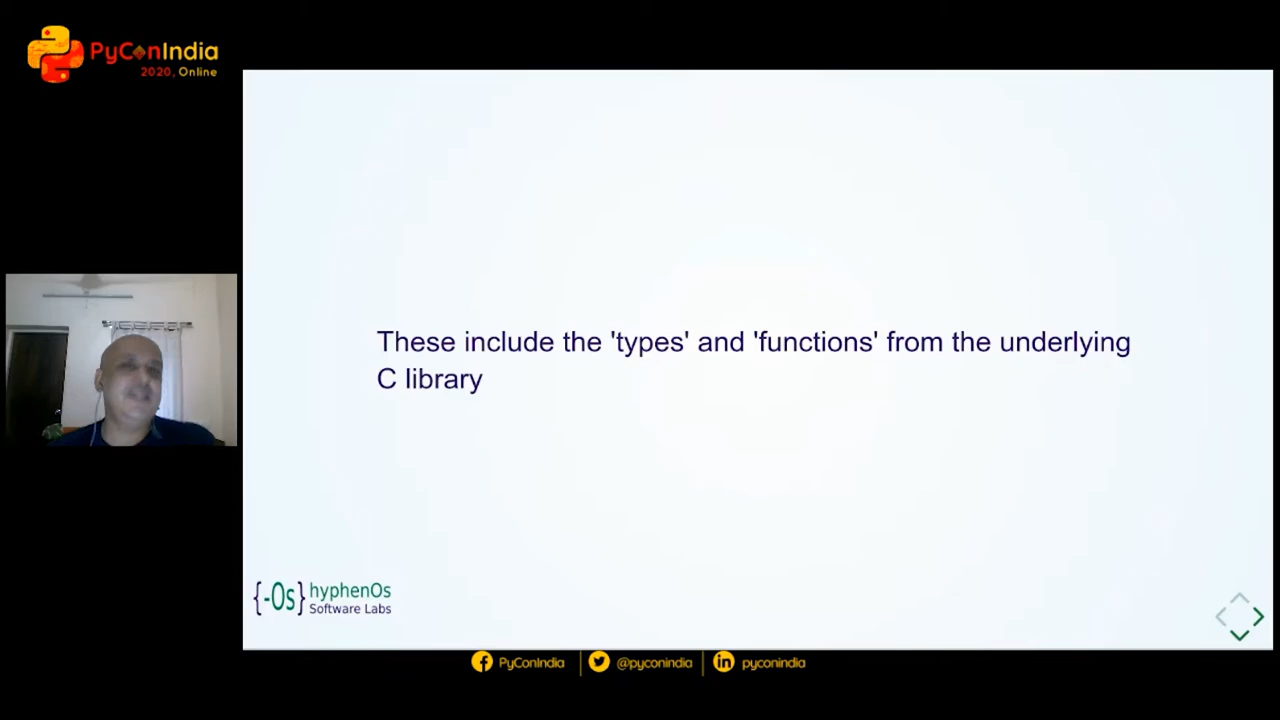 PyConIndia
2020, Online
These include the 'types' and 'functions' from the underlying
C library
{-Os} hyphenOs
Software Labs
PyConIndia
@pyconindia
pyconindia